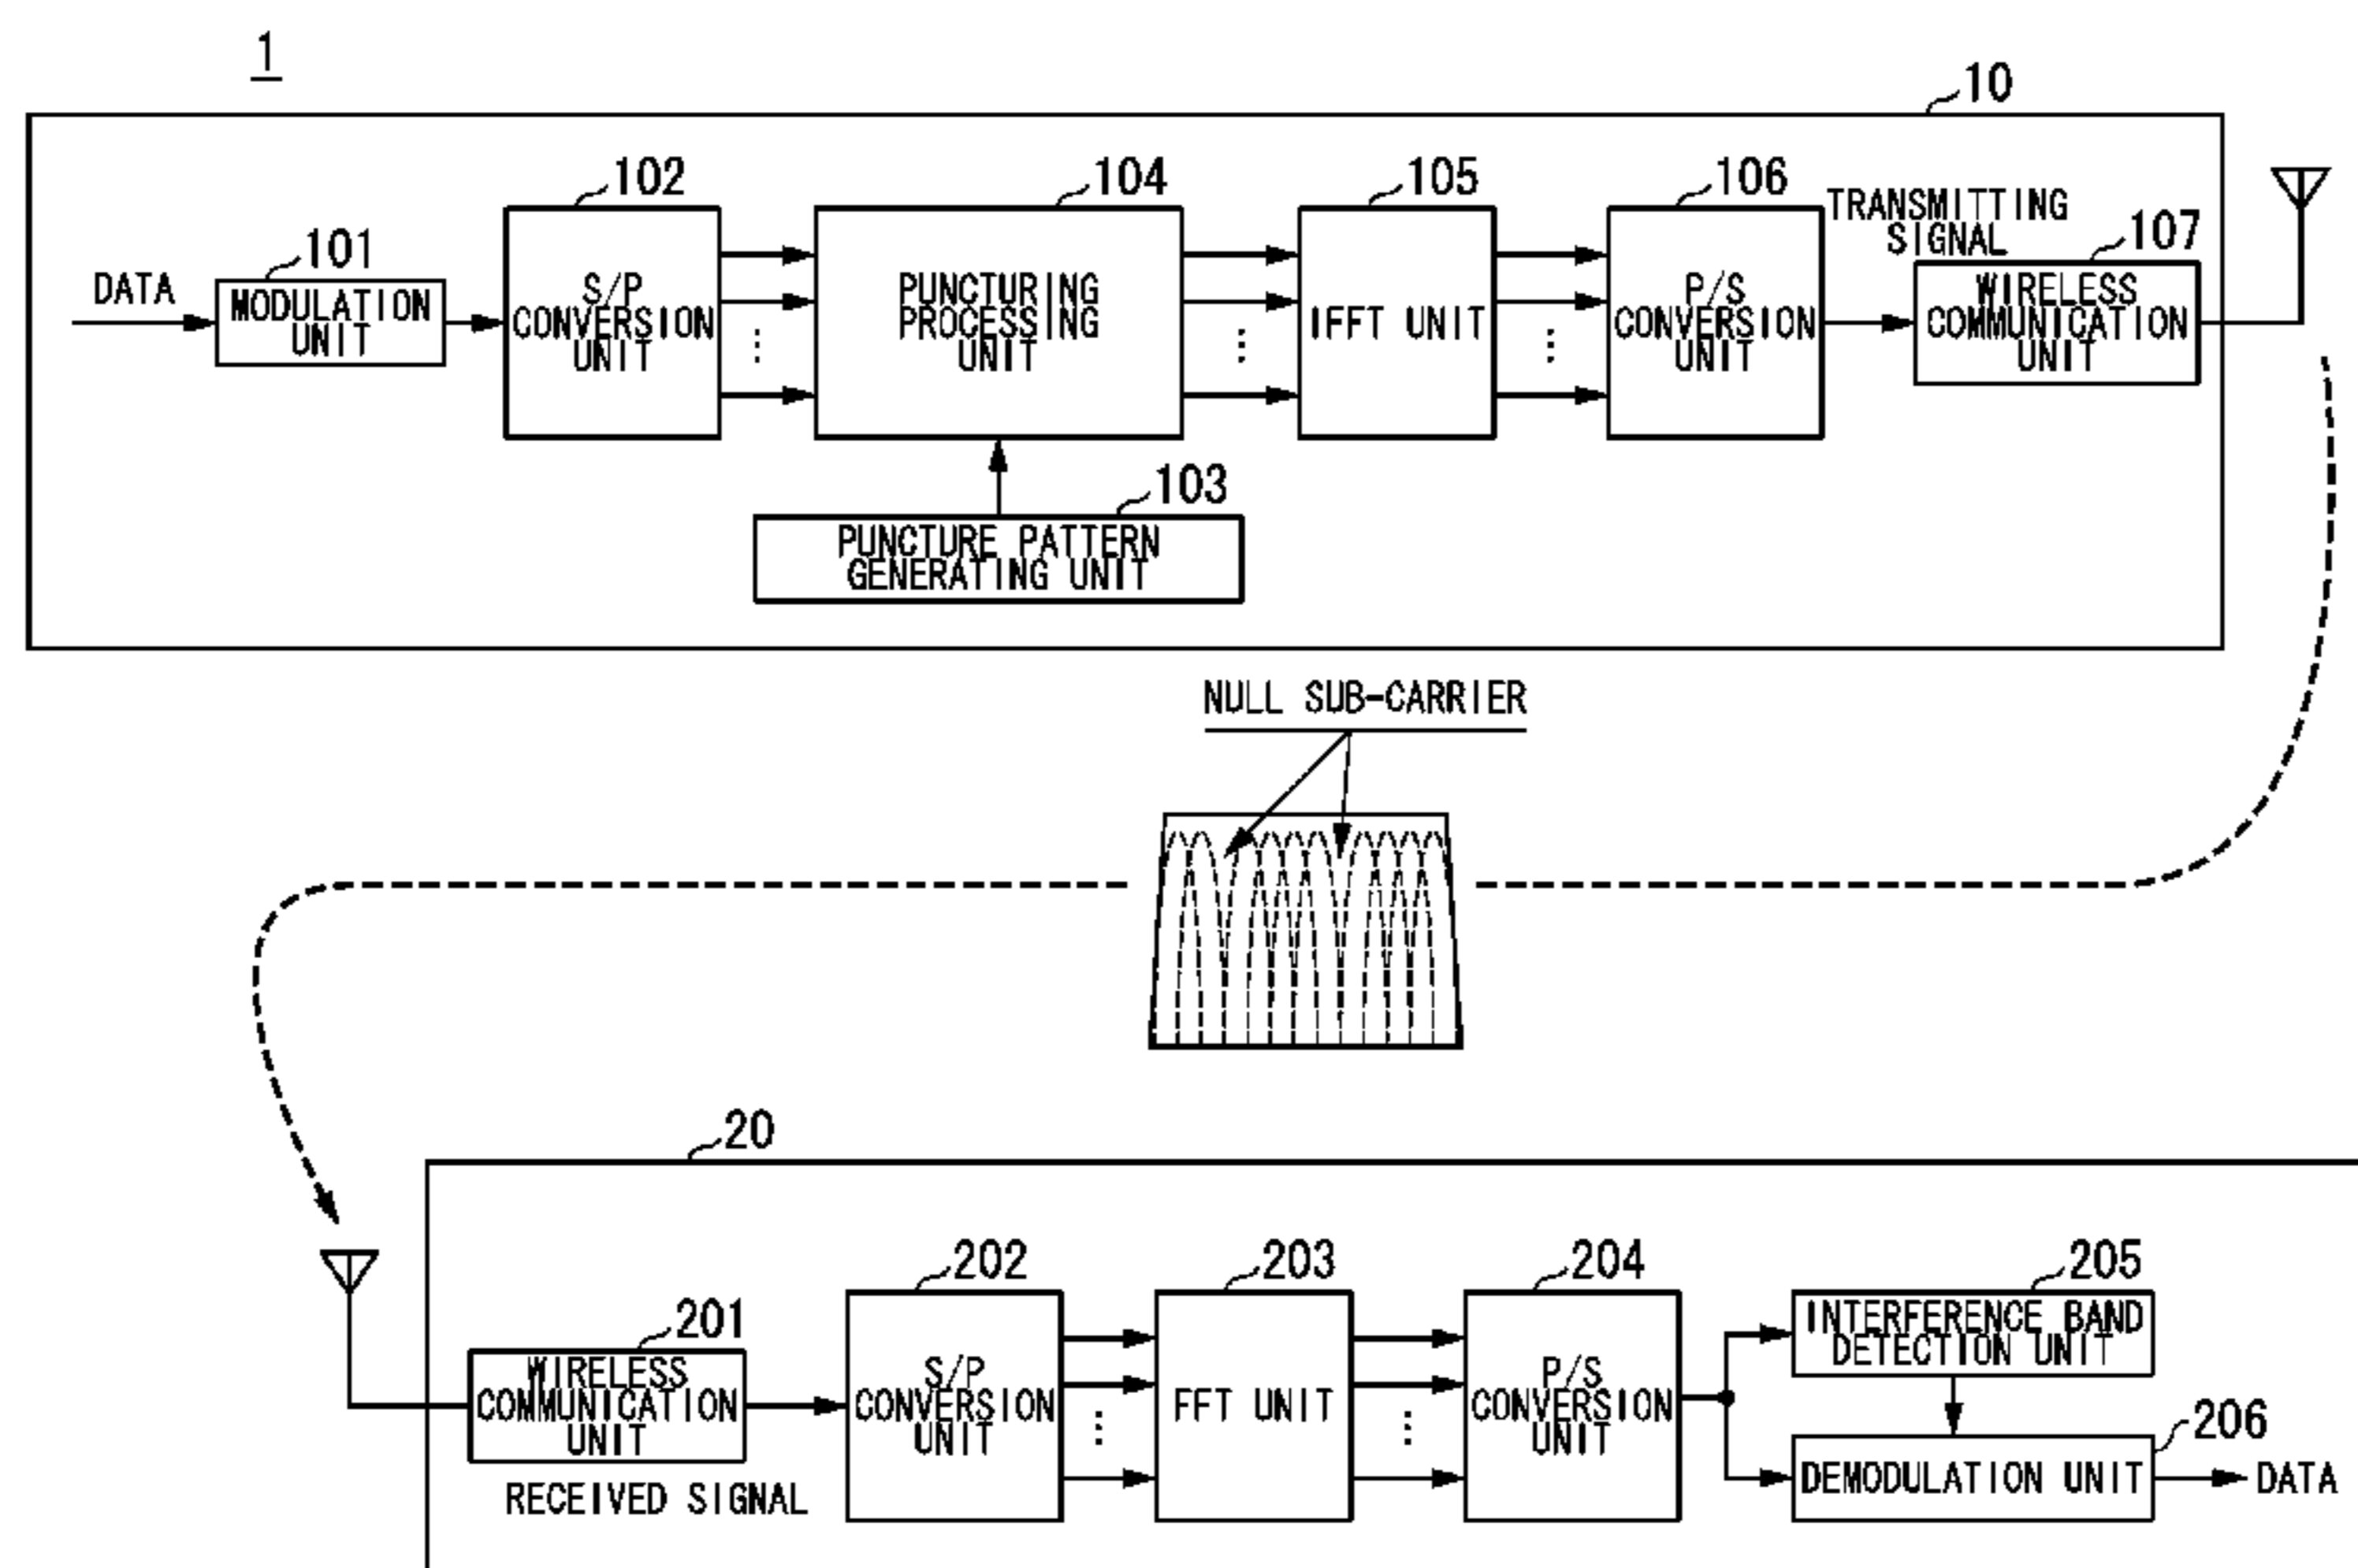 1
10
102
104
105
106
TRANSMITTING
SIGNAL
107
101
DATA
MODULATION
UNIT
S/P
CONVERSION
UNIT
PUNCTURING
PROCESSING
UNIT
IFFT UNIT
P/S
CONVERSION
UNIT
WIRELESS
COMMUNICATION
UNIT
103
PUNCTURE PATTERN
GENERATING UNIT
NULL SUB-CARRIER
20
201
202
203
204
205
WIRELESS
COMMUNICATION
UNIT
RECEIVED SIGNAL
S/P
CONVERSION
UNIT
FFT UNIT
P/S
CONVERSION
UNIT
INTERFERENCE BAND
DETECTION UNIT
206
DEMODULATION UNIT
DATA